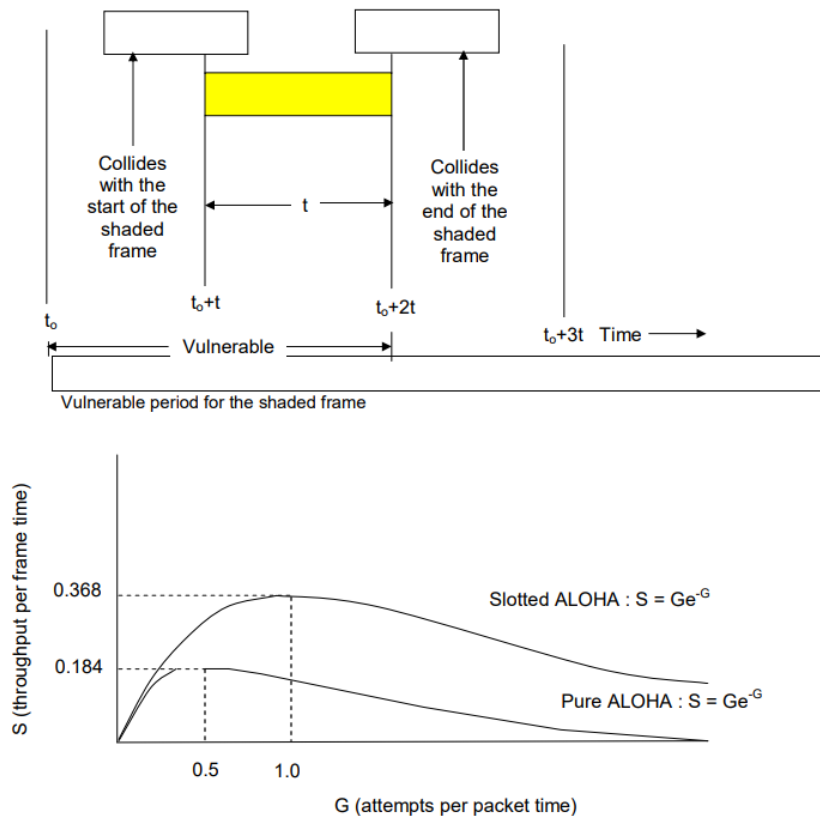 Collides
with the
start of the
shaded
frame
t
Collides
with the
end of the
shaded
frame
tₒ
tₒ+t
tₒ+2t
tₒ+3t Time
Vulnerable
Vulnerable period for the shaded frame
S (throughput per frame time)
0.368
0.184
Slotted ALOHA : S = Ge⁻ᴳ
Pure ALOHA : S = Ge⁻ᴳ
0.5 1.0
G (attempts per packet time)